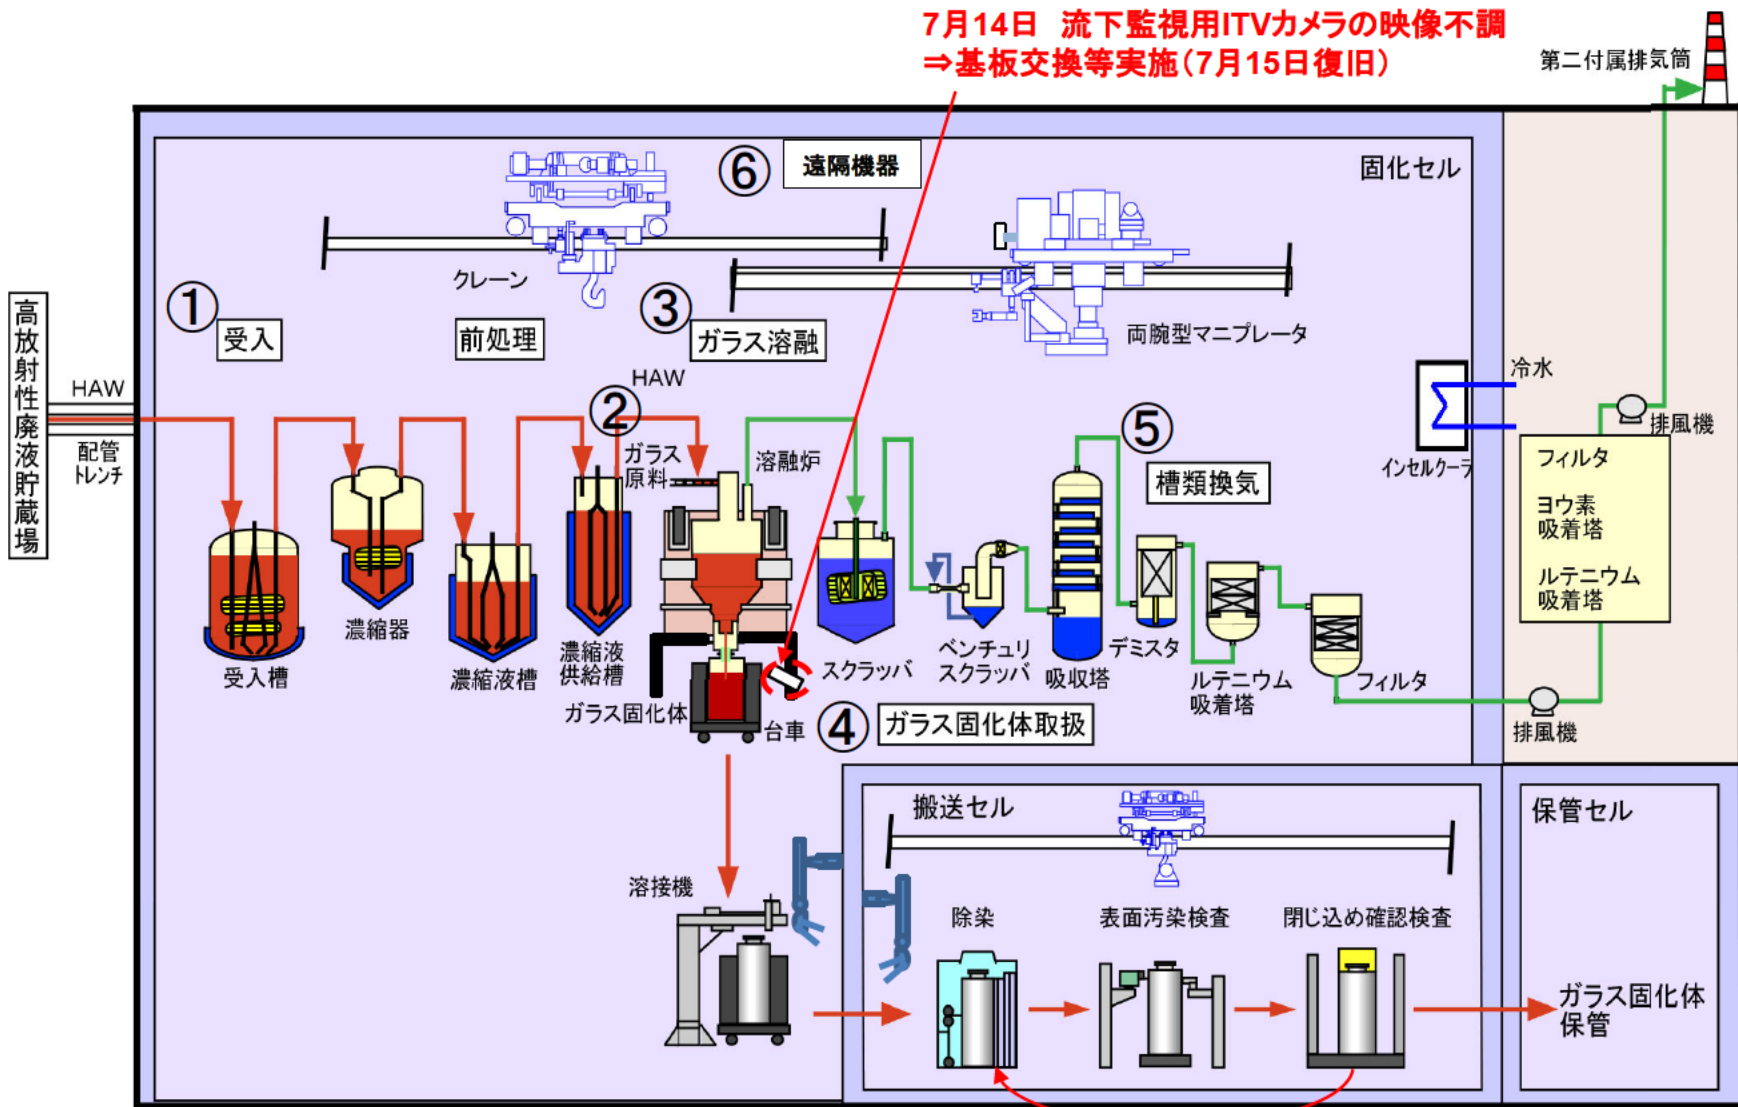 7月14日 流下監視用ITVカメラの映像不調
⇒基板交換等実施(7月15日復旧)
第二付属排気筒
⑥
遠隔機器
固化セル
クレーン
両腕型マニプレータ
①
受入
前処理
③
ガラス溶融
高放射性廃液貯蔵場
HAW
配管
トレンチ
HAW
②
ガラス
原料
溶融炉
⑤
槽類換気
冷水
インセルクーラ
排風機
フィルタ
ヨウ素
吸着塔
ルテニウム
吸着塔
受入槽
濃縮器
濃縮液槽
濃縮液
供給槽
ガラス固化体
台車
スクラッバ
ベンチュリ
スクラッバ
吸収塔
デミスタ
ルテニウム
吸着塔
フィルタ
排風機
④
ガラス固化体取扱
搬送セル
保管セル
溶接機
除染
表面汚染検査
閉じ込め確認検査
ガラス固化体
保管